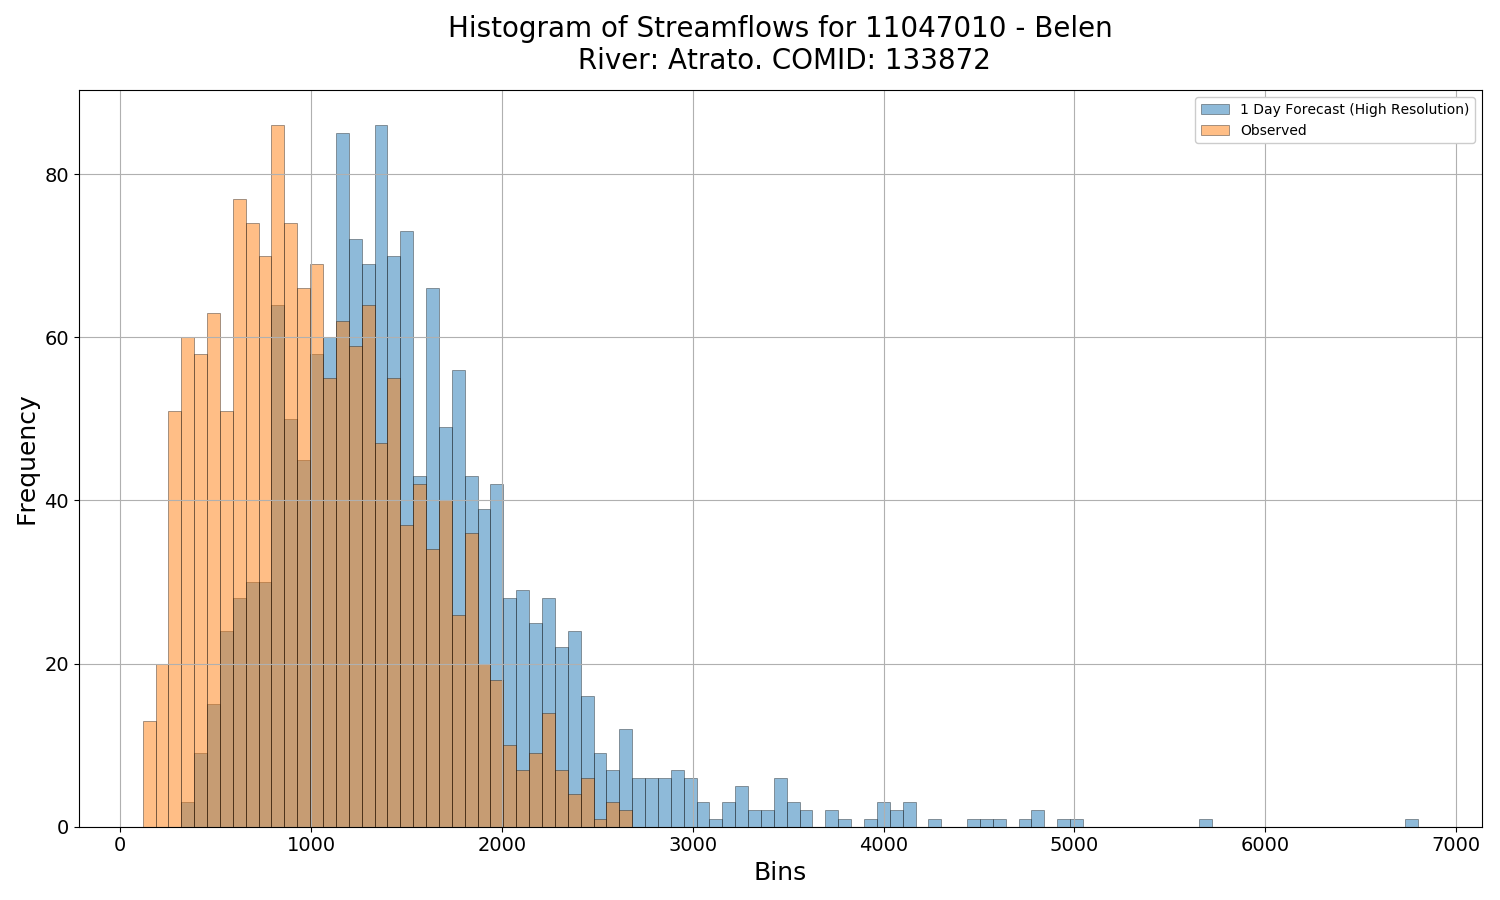 Histogram of Streamflows for 11047010 - Belen
River: Atrato. COMID: 133872
1 Day Forecast (High Resolution)
Observed
Frequency
80
60
40
20
0
0 1000 2000 3000 4000 5000 6000 7000
Bins